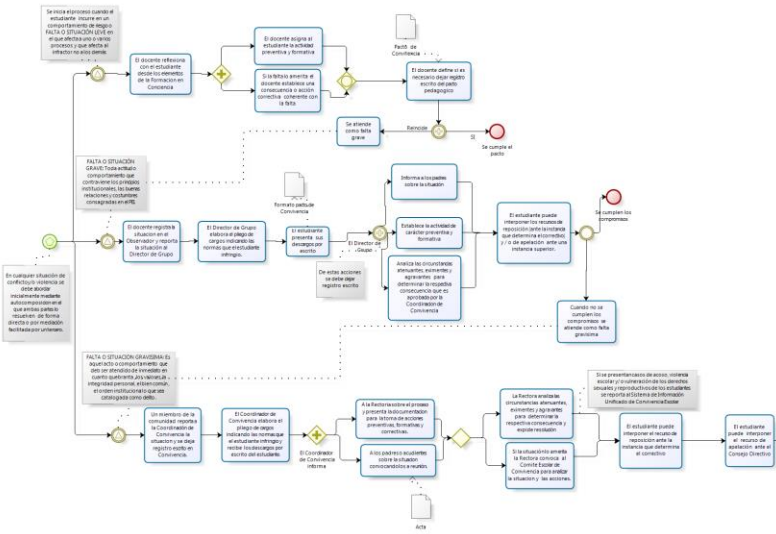 Se inicia el proceso cuando el
estudiante incurre en un
comportamiento de riesgo o
FALTA O SITUACIÓN LEVE en
el que afecta a uno o varios
procesos y que afecta al
infractor no a los demás
El docente reflexiona
con el estudiante
desde los elementos
de la Formacion en
Conciencia
El docente asigna al
estudiante la actividad
preventiva y formativa
Si la falta lo amerita el
docente establece una
consecuencia o acción
correctiva coherente con
la falta
Pacto de
Convivencia
El docente define si es
necesario dejar registro
escrito del pacto
pedagogico
Se atiende
como falta
grave
Reincide
SI
Se cumple el
pacto
FALTA O SITUACIÓN
GRAVE: Toda actitud o
comportamiento que
contraviene los principios
institucionales, las buenas
relaciones y costumbres
consagradas en el PEI
El docente registra la
situacion en el
Observador y reporta
la situación al
Director de Grupo
El Director de Grupo
elabora el pliego de
cargos indicando las
normas que el estudiante
infringio.
Formato pacto de
Convivencia
El estudiante
presenta sus
descargos por
escrito
El Director de
Grupo
De estas acciones
se debe dejar
registro escrito
Informa a los padres
sobre la situación
Establece la actividad de
carácter preventiva y
formativa
Analiza las circunstancias
atenuantes, eximentes y
agravantes para
determinar la respectiva
consecuencia que es
aprobada por la
Coordinadora de
Convivencia
El estudiante puede
interponer los recursos de
reposición (ante la instancia
que determina el correctivo;
y / o de apelación ante una
instancia superior.
Se cumplen los
compromisos
Cuando no se
cumplen los
compromisos se
atiende como falta
gravisima
En cualquier situación de
conflicto y/o violencia se
debe abordar
inicialmente mediante
autocomposicion en el
que ambas partes lo
resuelven de forma
directa o por mediación
facilitada por un tercero.
FALTA O SITUACIÓN GRAVISIMA: Es
aquel acto o comportamiento que
debe ser atendido de inmediato en
cuanto quebranta los valores, la
integridad personal, el bien común,
el orden institucional o que sea
catalogada como delito.
Un miembro de la
comunidad reporta a
la Coordinación de
Convivencia la
situacion y se deja
registro escrito en
Convivencia.
El Coordinador de
Convivencia elabora el
pliego de cargos
indicando las normas que
el estudiante infringio y
recibe los descargos por
escrito del estudiante.
El Coordinador
de Convivencia
informa
A la Rectoria sobre el proceso y
presenta la documentacion
para la toma de acciones
preventivas, formativas y
correctivas.
A los padres o acudientes
sobre la situacion
convocandolos a reunión.
Acta
La Rectora analiza las
circunstancias atenuantes,
eximentes y agravantes
para determinar la
respectiva consecuencia y
expide resolución
Si la situación lo amerita
la Rectora convoca al
Comite Escolar de
Convivencia para analizar
la situacion y las acciones.
Si se presentan casos de acoso, violencia
escolar y/o vulneración de los derechos
sexuales y reproductivos de los estudiantes
se reporta al Sistema de Información
Unificado de Convivencia Escolar
El estudiante puede
interponer el recurso de
reposición ante la
instancia que determino
el correctivo
El estudiante
puede interponer
el recurso de
apelación ante el
Consejo Directivo